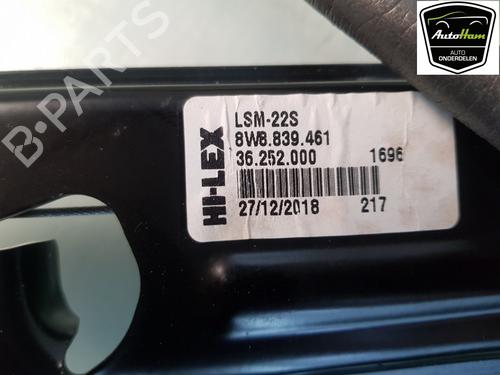 AutoHam
AUTO
ONDERDELEN
B-PARTS
HI-LEX
LSM-22S
8W8.839.461
36.252.000 1696
27/12/2018 217